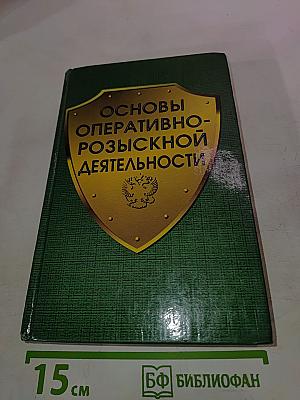 ОСНОВЫ
ОПЕРАТИВНО-
РОЗЫСКНОЙ
ДЕЯТЕЛЬНОСТИ
15 см
БФ БИБЛИОФАН